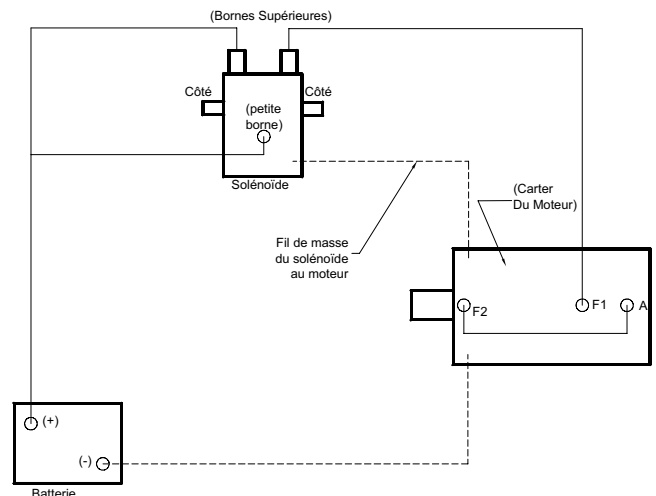 (Bornes Supérieures)
Côté
Côté
(petite
borne)
Solénoïde
(Carter
Du Moteur)
Fil de masse
du solénoïde
au moteur
F2
F1
A
(+)
(-)
Batterie